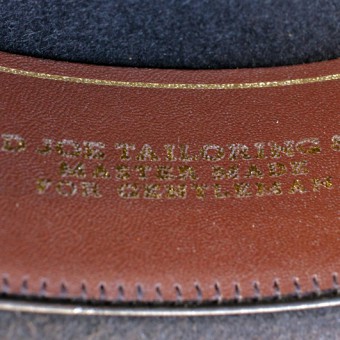 D JOE TAILORING S
MASTER MADE
FOR GENTLEMAN